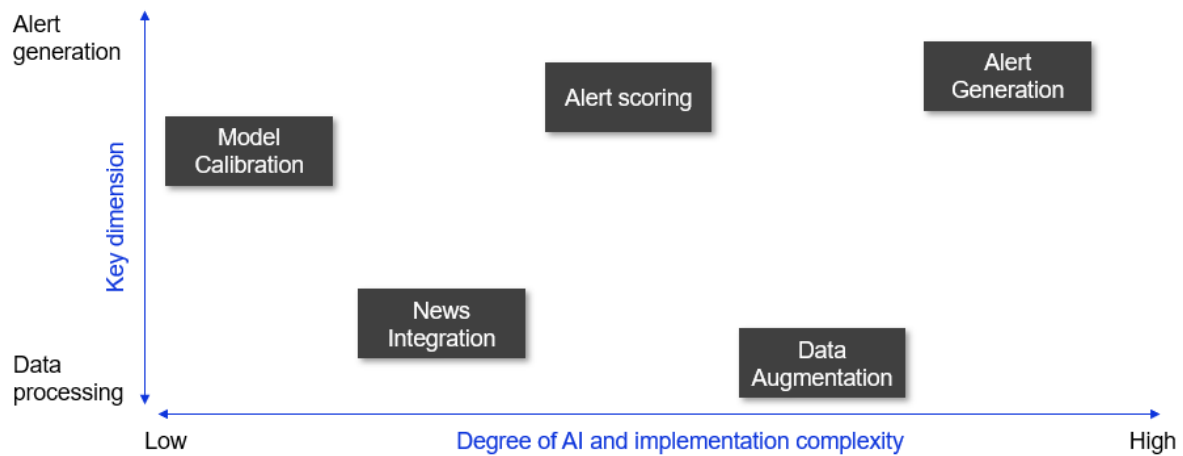 Alert
generation
Alert
Generation
Alert scoring
Model
Calibration
Key dimension
News
Integration
Data
Augmentation
Data
processing
Low
Degree of AI and implementation complexity
High